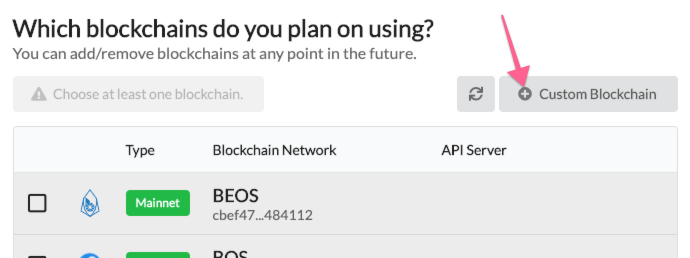 Which blockchains do you plan on using?
You can add/remove blockchains at any point in the future.
Choose at least one blockchain.
Custom Blockchain
Type Blockchain Network API Server
Mainnet BEOS
cbef47...484112
BOS